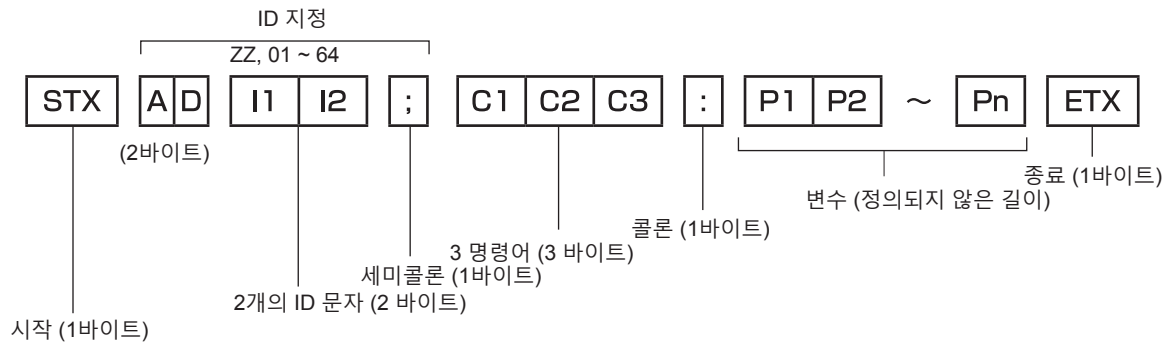 ID 지정
ZZ, 01 ~ 64
STX A D I1 I2 ; C1 C2 C3 : P1 P2 ~ Pn ETX
(2바이트)
종료 (1바이트)
변수 (정의되지 않은 길이)
콜론 (1바이트)
3 명령어 (3 바이트)
세미콜론 (1바이트)
2개의 ID 문자 (2 바이트)
시작 (1바이트)